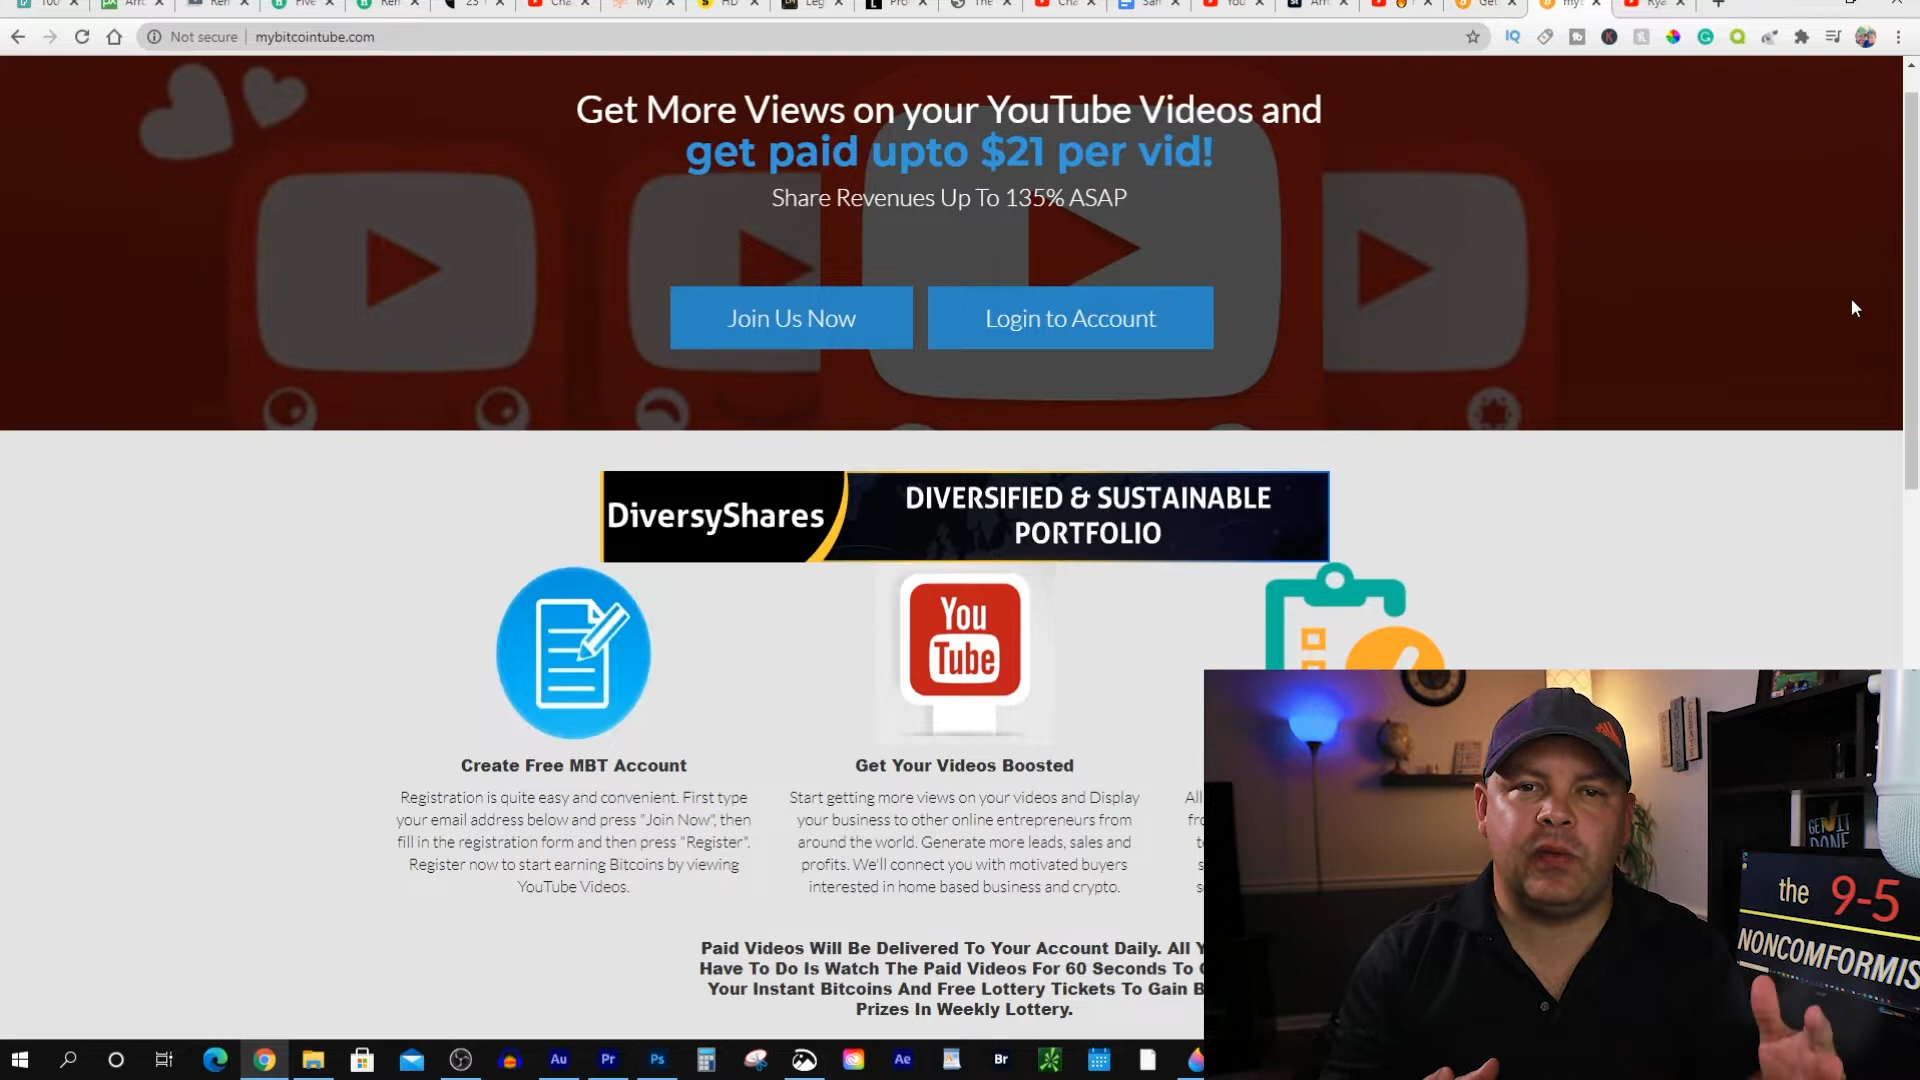 Not secure
mybitcointube.com
Get More Views on your YouTube Videos and
get paid upto $21 per vid!
Share Revenues Up To 135% ASAP
Join Us Now
Login to Account
DiversyShares
DIVERSIFIED & SUSTAINABLE
PORTFOLIO
You
Tube
Create Free MBT Account
Registration is quite easy and convenient. First type
your email address below and press "Join Now", then
fill in the registration form and then press "Register".
Register now to start earning Bitcoins by viewing
YouTube Videos.
Get Your Videos Boosted
Start getting more views on your videos and Display
your business to other online entrepreneurs from
around the world. Generate more leads, sales and
profits. We'll connect you with motivated buyers
interested in home based business and crypto.
Paid Videos Will Be Delivered To Your Account Daily. All
Have To Do Is Watch The Paid Videos For 60 Seconds To
Your Instant Bitcoins And Free Lottery Tickets To Gain
Prizes In Weekly Lottery.
GET IT
DONE
the 9-5
NONCOMFORMIS
Au
Pr
Ps
Ae
Br